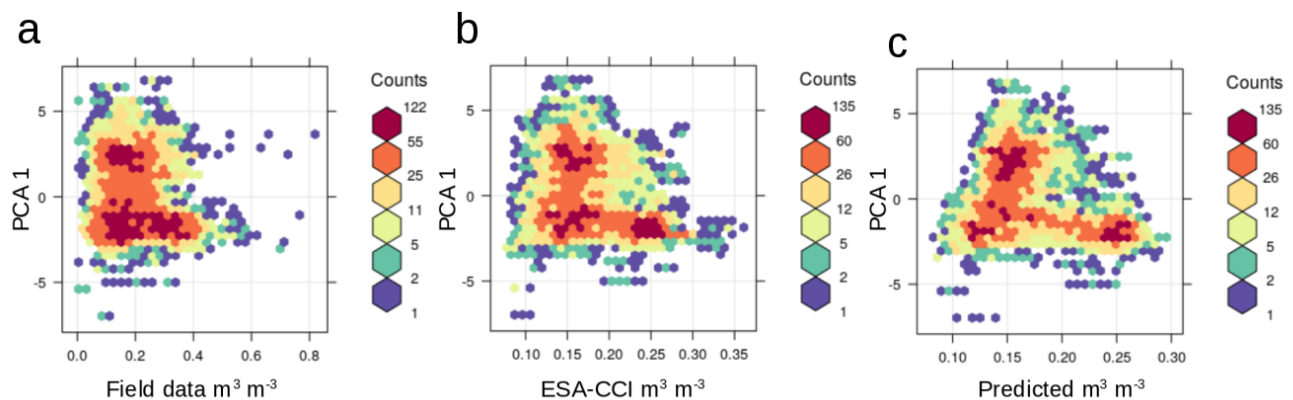 a
Counts
122
55
25
11
5
2
1
PCA 1
5
0
-5
0.0 0.2 0.4 0.6 0.8
Field data m³ m⁻³
b
Counts
135
60
26
12
5
2
1
PCA 1
5
0
-5
0.10 0.15 0.20 0.25 0.30 0.35
ESA-CCI m³ m⁻³
c
Counts
135
60
26
12
5
2
1
PCA 1
5
0
-5
0.10 0.15 0.20 0.25 0.30
Predicted m³ m⁻³